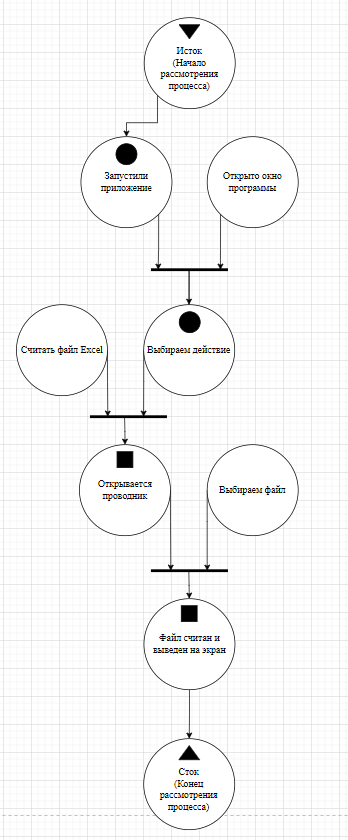 Исток
(Начало
рассмотрения
процесса)
Запустили
приложение
Открыто окно
программы
Считать файл Excel
Выбираем действие
Открывается
проводник
Выбираем файл
Файл считан и
выведен на экран
Сток
(Конец
рассмотрения
процесса)